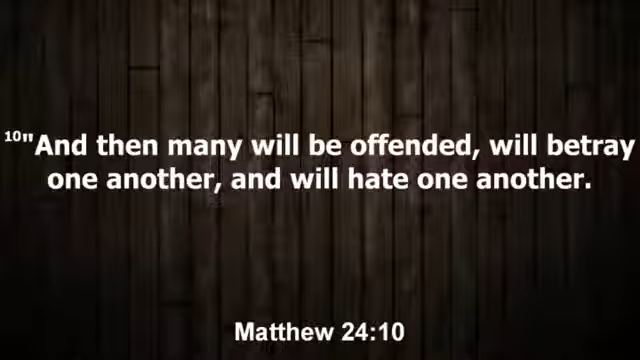 10"And then many will be offended, will betray
one another, and will hate one another.
Matthew 24:10